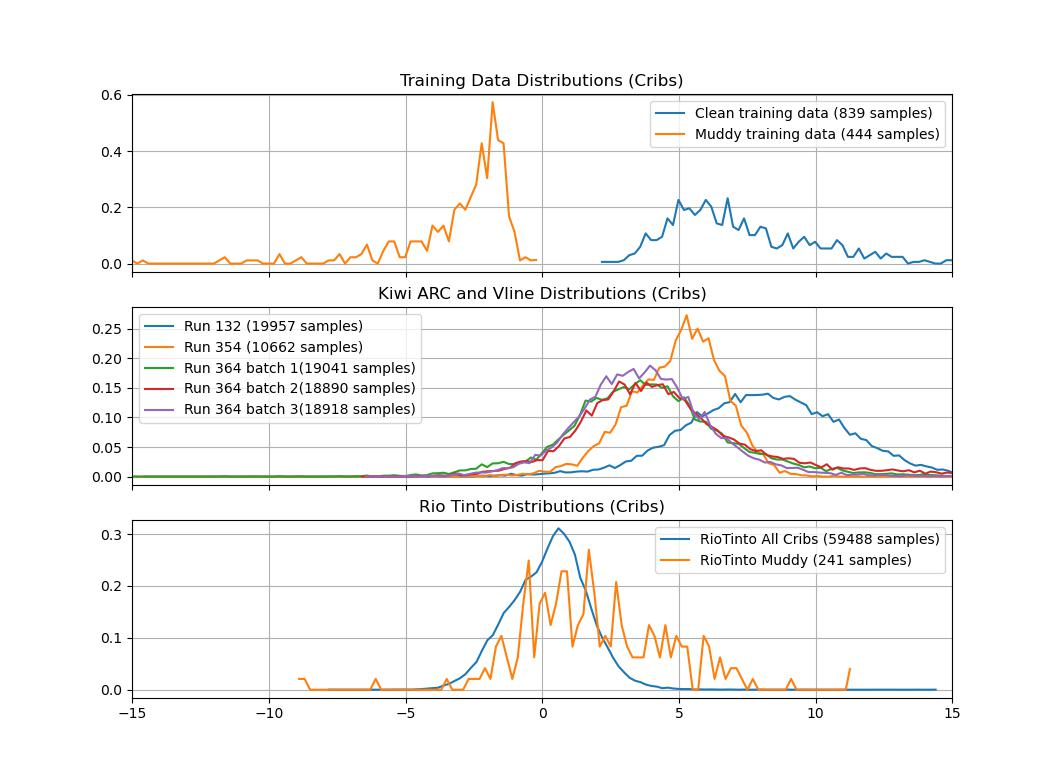 Training Data Distributions (Cribs)
0.6
0.4
0.2
0.0
Clean training data (839 samples)
Muddy training data (444 samples)
Kiwi ARC and Vline Distributions (Cribs)
0.25
0.20
0.15
0.10
0.05
0.00
Run 132 (19957 samples)
Run 354 (10662 samples)
Run 364 batch 1(19041 samples)
Run 364 batch 2(18890 samples)
Run 364 batch 3(18918 samples)
Rio Tinto Distributions (Cribs)
0.3
0.2
0.1
0.0
RioTinto All Cribs (59488 samples)
RioTinto Muddy (241 samples)
−15 −10 −5 0 5 10 15